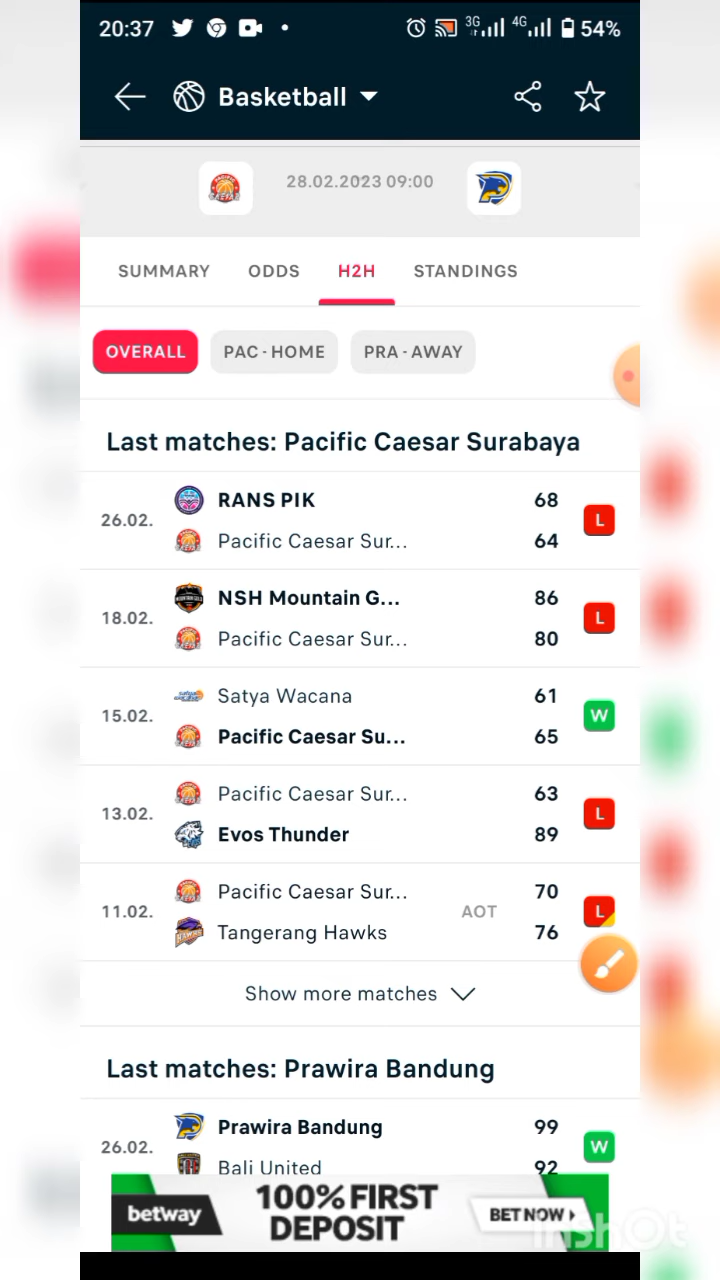 20:37 3G 4G 54%
Basketball
28.02.2023 09:00
SUMMARY ODDS H2H STANDINGS
OVERALL PAC - HOME PRA - AWAY
Last matches: Pacific Caesar Surabaya
26.02. RANS PIK 68 L
Pacific Caesar Sur... 64
18.02. NSH Mountain G... 86 L
Pacific Caesar Sur... 80
15.02. Satya Wacana 61 W
Pacific Caesar Su... 65
13.02. Pacific Caesar Sur... 63 L
Evos Thunder 89
11.02. Pacific Caesar Sur... 70 AOT L
Tangerang Hawks 76
Show more matches
Last matches: Prawira Bandung
26.02. Prawira Bandung 99 W
Bali United 92
betway 100% FIRST DEPOSIT BET NOW
InShOt